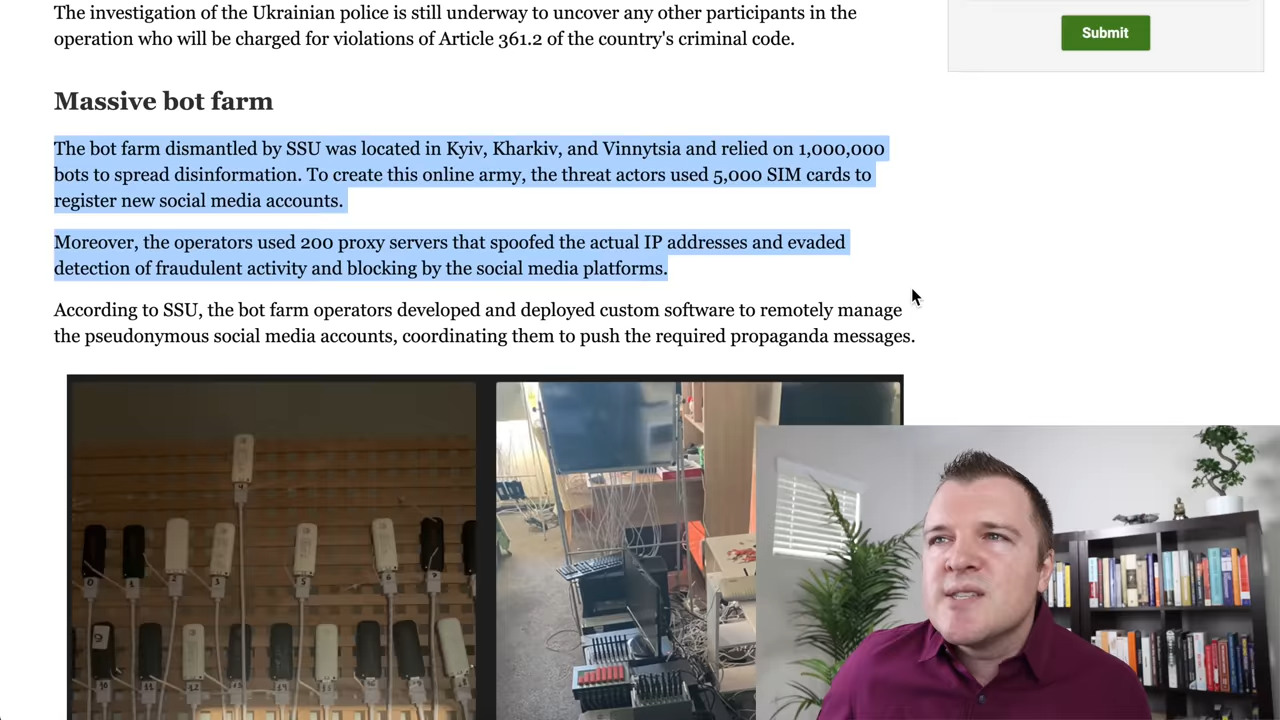 The investigation of the Ukrainian police is still underway to uncover any other participants in the
operation who will be charged for violations of Article 361.2 of the country's criminal code.
Submit
Massive bot farm
The bot farm dismantled by SSU was located in Kyiv, Kharkiv, and Vinnytsia and relied on 1,000,000
bots to spread disinformation. To create this online army, the threat actors used 5,000 SIM cards to
register new social media accounts.
Moreover, the operators used 200 proxy servers that spoofed the actual IP addresses and evaded
detection of fraudulent activity and blocking by the social media platforms.
According to SSU, the bot farm operators developed and deployed custom software to remotely manage
the pseudonymous social media accounts, coordinating them to push the required propaganda messages.